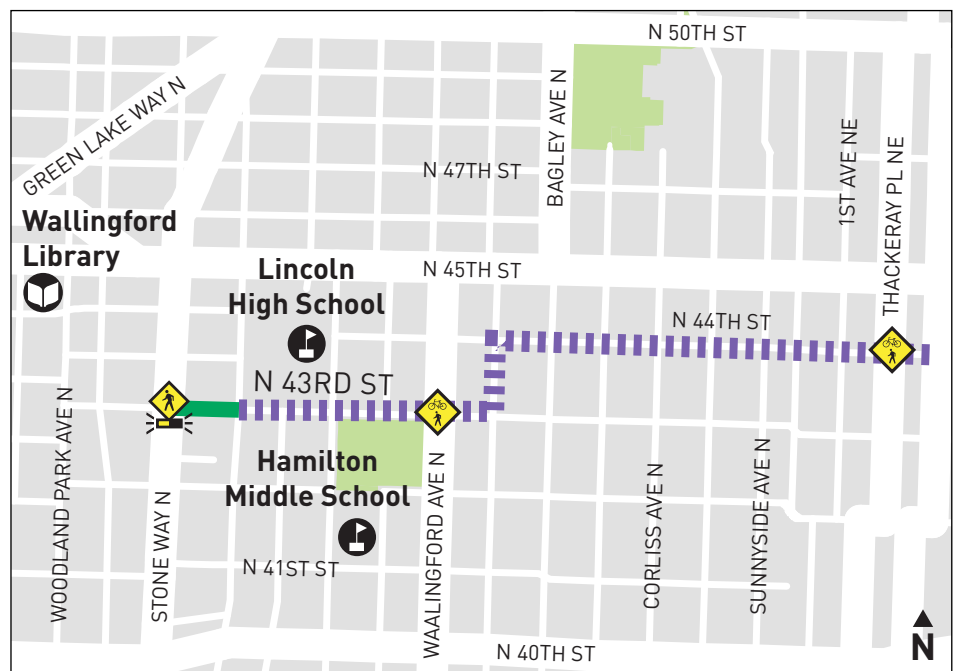 N 50TH ST
GREEN LAKE WAY N
BAGLEY AVE N
N 47TH ST
1ST AVE NE
THACKERAY PL NE
Wallingford
Library
N 45TH ST
Lincoln
High School
N 44TH ST
N 43RD ST
WOODLAND PARK AVE N
STONE WAY N
Hamilton
Middle School
WAALINGFORD AVE N
CORLISS AVE N
SUNNYSIDE AVE N
N 41ST ST
N 40TH ST
N